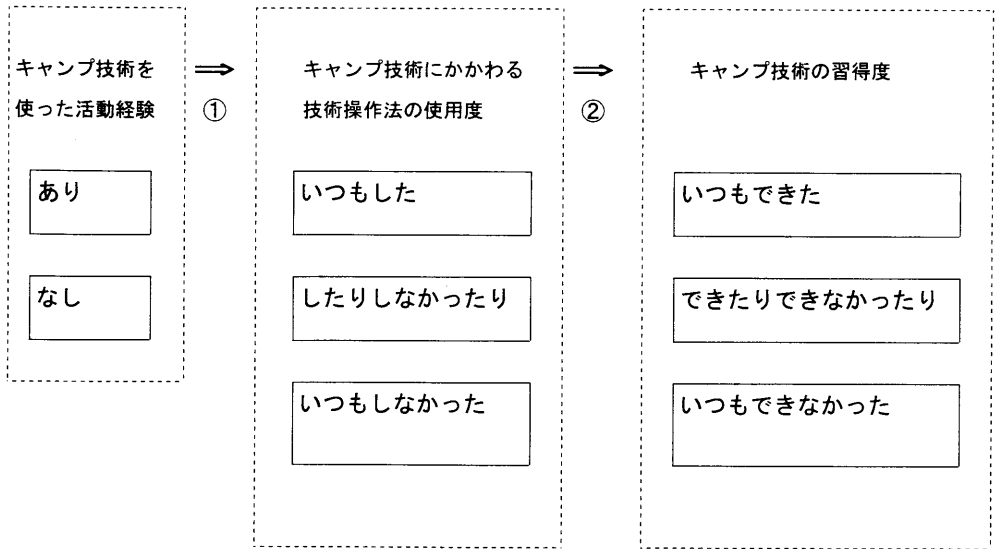 キャンプ技術を
使った活動経験
あり
なし
⇒
①
キャンプ技術にかかわる
技術操作法の使用度
いつもした
したりしなかったり
いつもしなかった
⇒
②
キャンプ技術の習得度
いつもできた
できたりできなかったり
いつもできなかった